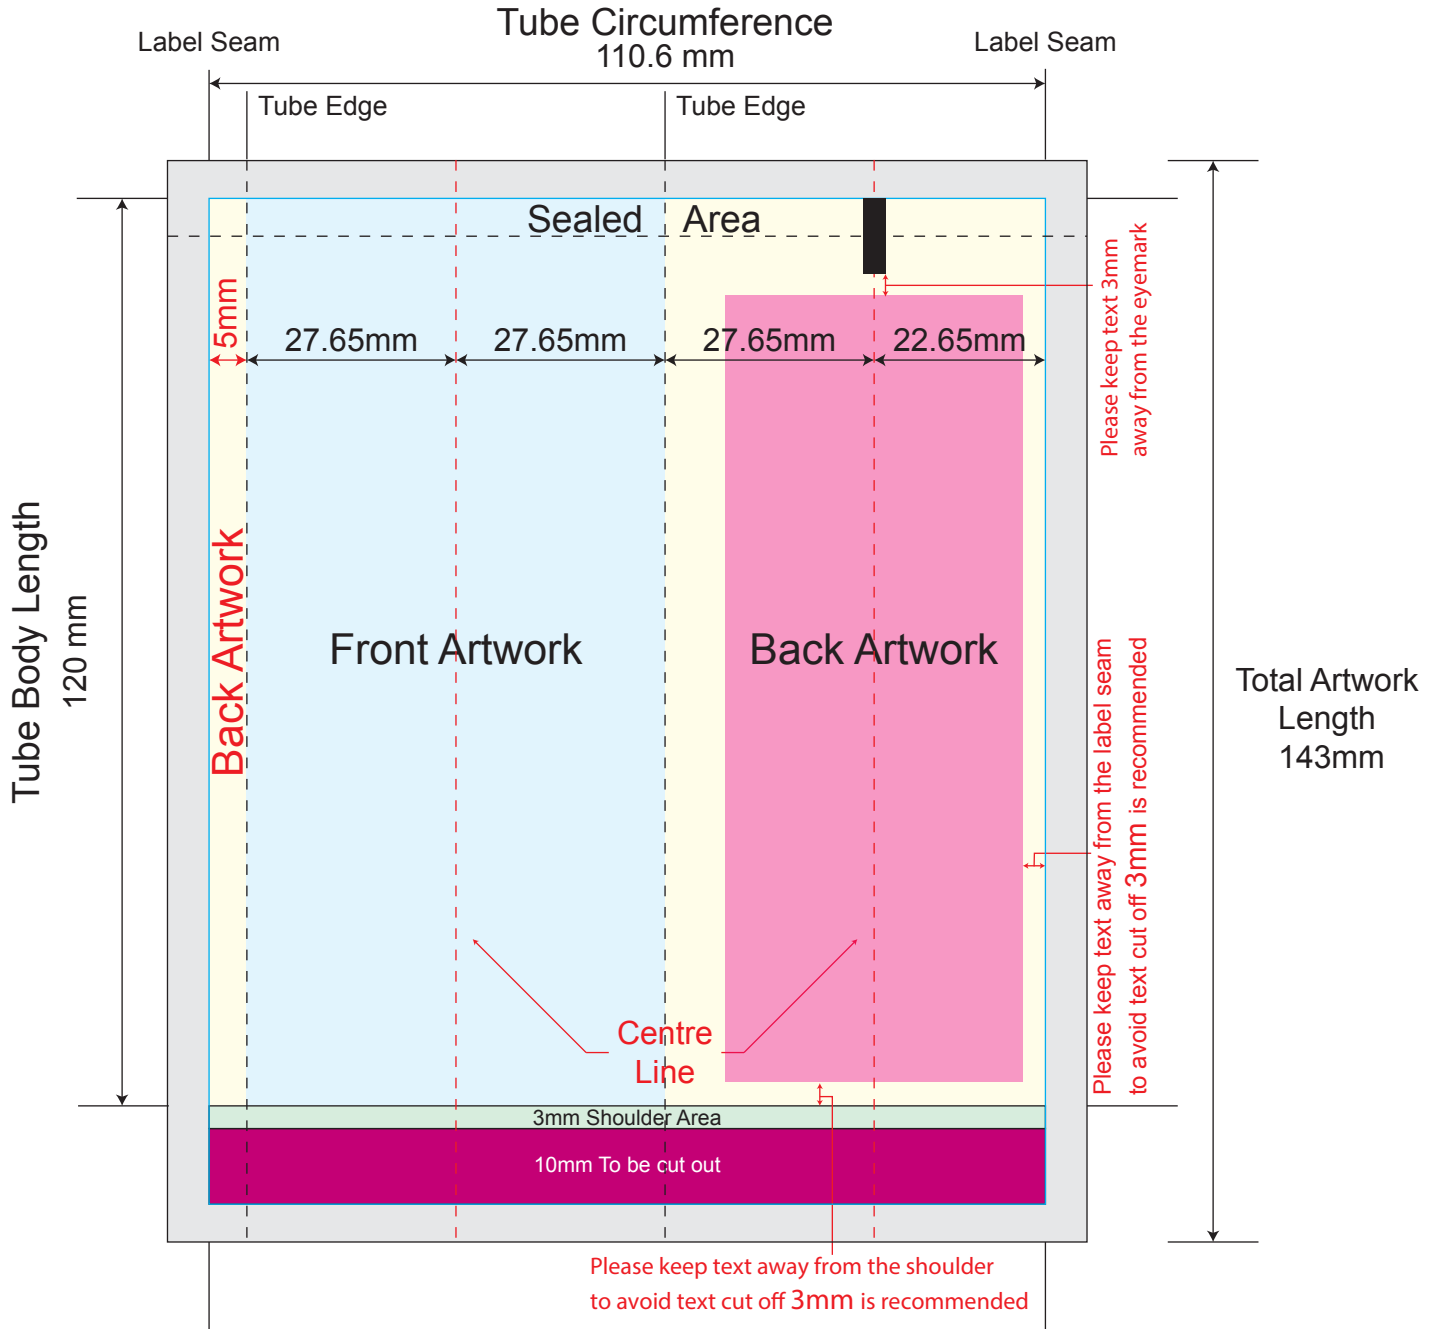 Tube Circumference
110.6 mm
Label Seam
Label Seam
Tube Edge
Tube Edge
Sealed Area
5mm
27.65mm
27.65mm
27.65mm
22.65mm
Please keep text 3mm
away from the eyemark
Tube Body Length
120 mm
Back Artwork
Front Artwork
Back Artwork
Please keep text away from the label seam
to avoid text cut off 3mm is recommended
Total Artwork
Length
143mm
Centre
Line
3mm Shoulder Area
10mm To be cut out
Please keep text away from the shoulder
to avoid text cut off 3mm is recommended